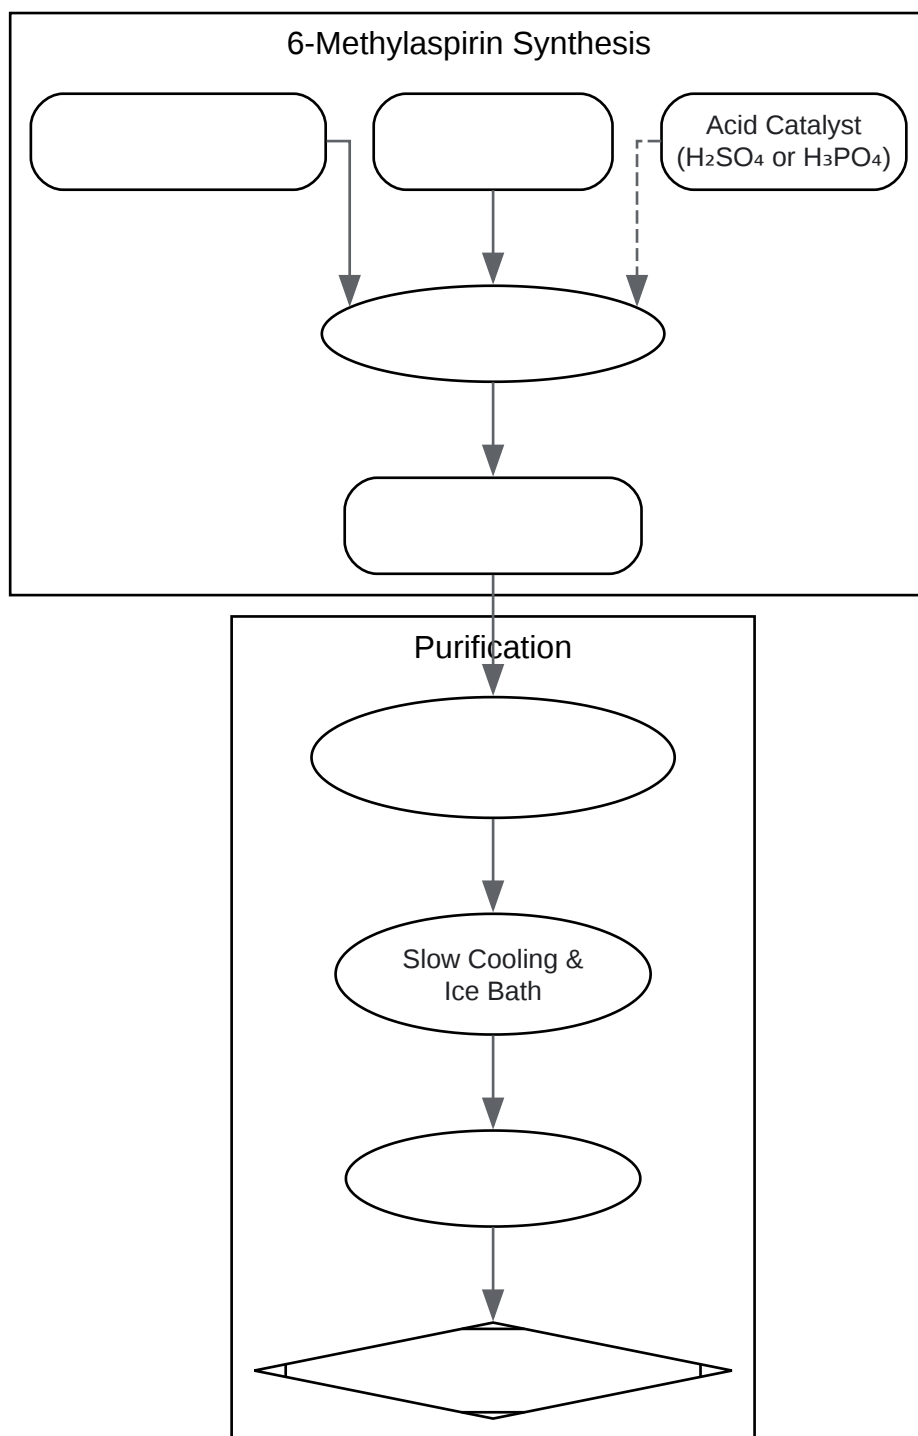 6-Methylaspirin Synthesis
Acid Catalyst
(H₂SO₄ or H₃PO₄)
Purification
Slow Cooling &
Ice Bath